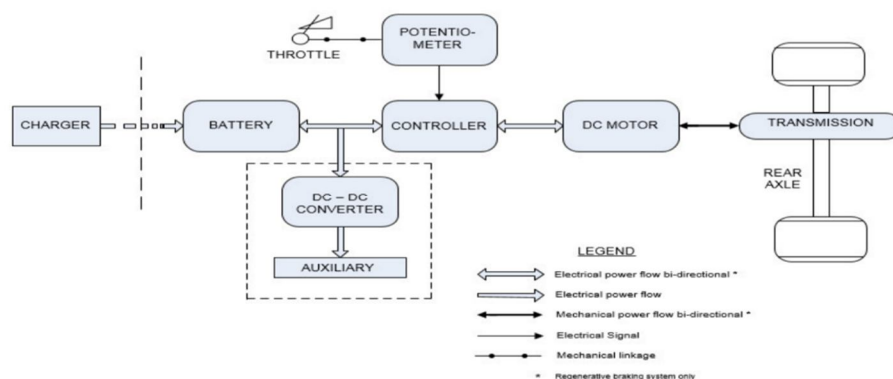 POTENTIO-
METER
THROTTLE
CHARGER
BATTERY
CONTROLLER
DC MOTOR
TRANSMISSION
REAR
AXLE
DC – DC
CONVERTER
AUXILIARY
LEGEND
Electrical power flow bi-directional *
Electrical power flow
Mechanical power flow bi-directional *
Electrical Signal
Mechanical linkage
* Regenerative braking system only